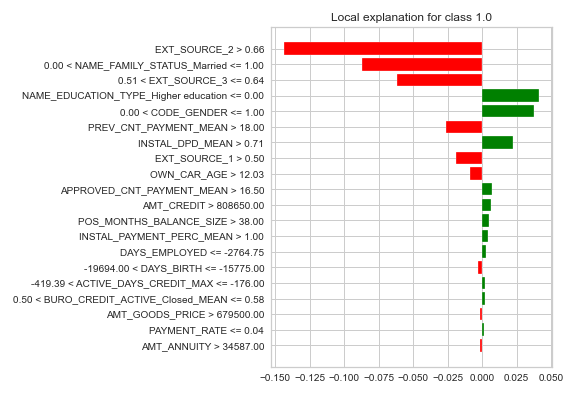 Local explanation for class 1.0
EXT_SOURCE_2 > 0.66
0.00 < NAME_FAMILY_STATUS_Married <= 1.00
0.51 < EXT_SOURCE_3 <= 0.64
NAME_EDUCATION_TYPE_Higher education <= 0.00
0.00 < CODE_GENDER <= 1.00
PREV_CNT_PAYMENT_MEAN > 18.00
INSTAL_DPD_MEAN > 0.71
EXT_SOURCE_1 > 0.50
OWN_CAR_AGE > 12.03
APPROVED_CNT_PAYMENT_MEAN > 16.50
AMT_CREDIT > 808650.00
POS_MONTHS_BALANCE_SIZE > 38.00
INSTAL_PAYMENT_PERC_MEAN > 1.00
DAYS_EMPLOYED <= -2764.75
-19694.00 < DAYS_BIRTH <= -15775.00
-419.39 < ACTIVE_DAYS_CREDIT_MAX <= -176.00
0.50 < BURO_CREDIT_ACTIVE_Closed_MEAN <= 0.58
AMT_GOODS_PRICE > 679500.00
PAYMENT_RATE <= 0.04
AMT_ANNUITY > 34587.00
−0.150 −0.125 −0.100 −0.075 −0.050 −0.025 0.000 0.025 0.050